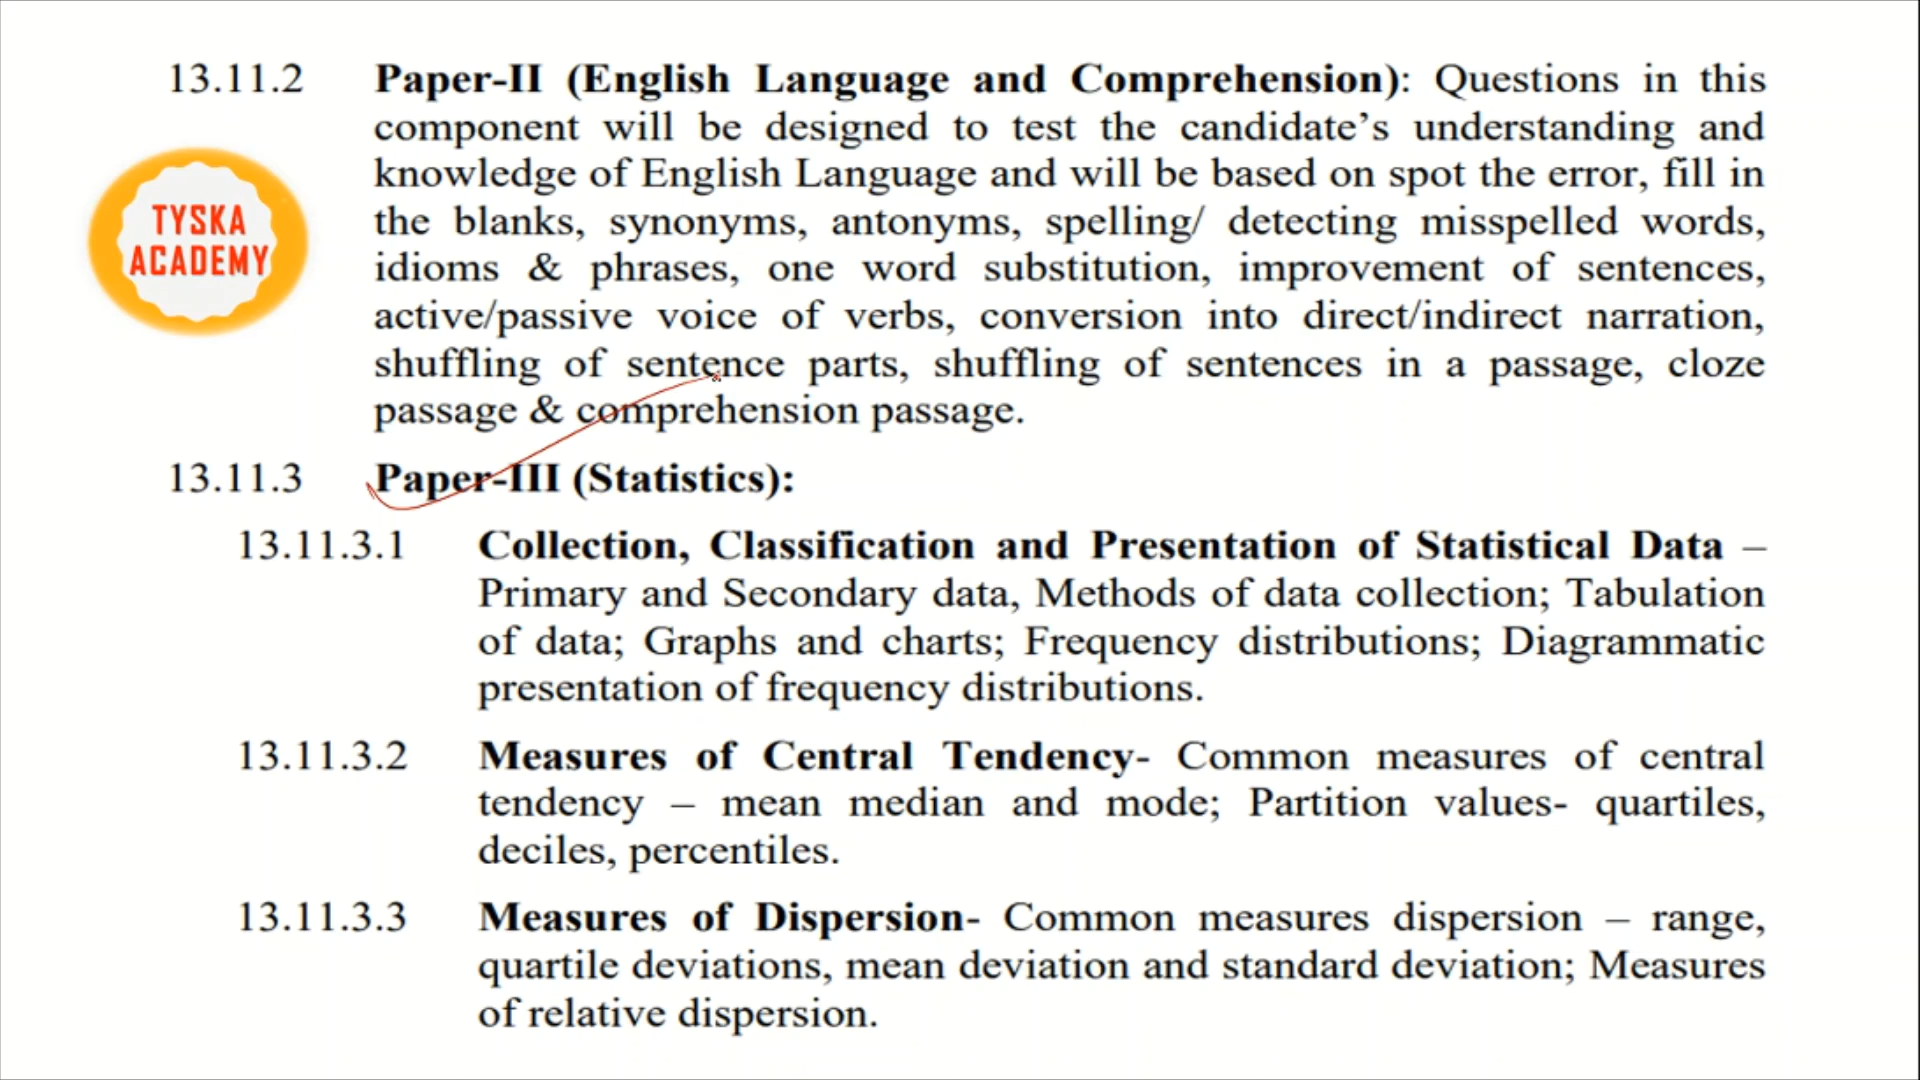 13.11.2 Paper-II (English Language and Comprehension): Questions in this
component will be designed to test the candidate's understanding and
knowledge of English Language and will be based on spot the error, fill in
the blanks, synonyms, antonyms, spelling/ detecting misspelled words,
idioms & phrases, one word substitution, improvement of sentences,
active/passive voice of verbs, conversion into direct/indirect narration,
shuffling of sentence parts, shuffling of sentences in a passage, cloze
passage & comprehension passage.
TYSKA
ACADEMY
13.11.3 Paper-III (Statistics):
13.11.3.1 Collection, Classification and Presentation of Statistical Data –
Primary and Secondary data, Methods of data collection; Tabulation
of data; Graphs and charts; Frequency distributions; Diagrammatic
presentation of frequency distributions.
13.11.3.2 Measures of Central Tendency- Common measures of central
tendency – mean median and mode; Partition values- quartiles,
deciles, percentiles.
13.11.3.3 Measures of Dispersion- Common measures dispersion – range,
quartile deviations, mean deviation and standard deviation; Measures
of relative dispersion.